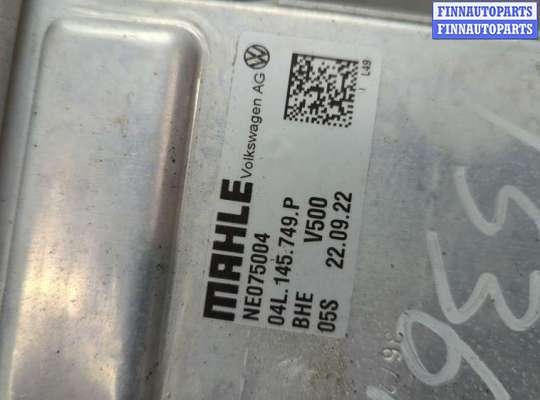 FINNAUTOPARTS
FINNAUTOPARTS
Volkswagen AG
L49
MAHLE
NE075004
04L.145.749.P
BHE V500
05S 22.09.22